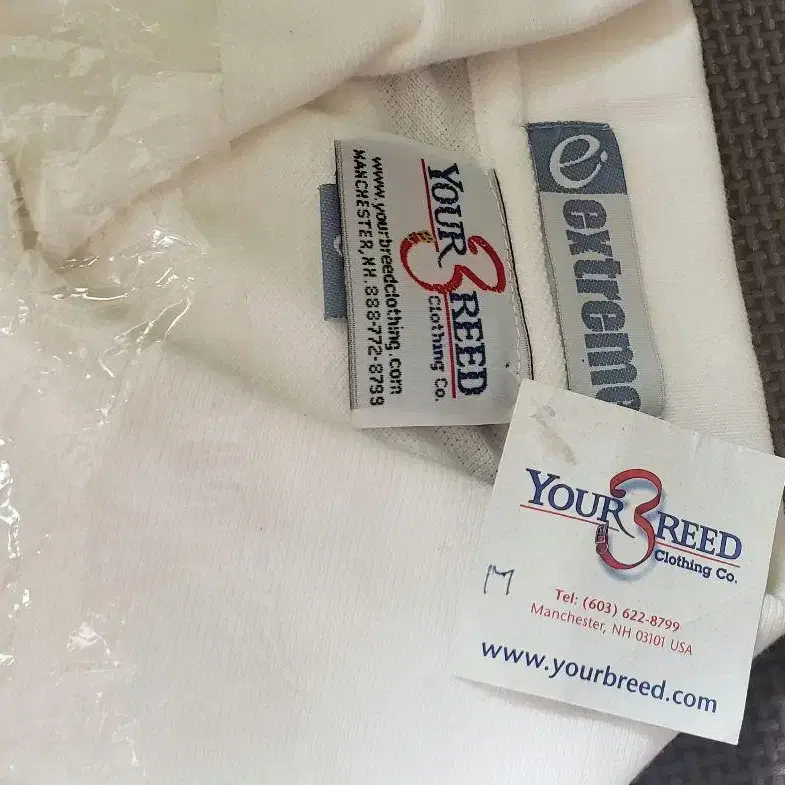 YOUR BREED
Clothing Co.
www.yourbreedclothing.com
MANCHESTER,NH. 888-772-8799
e
extreme
YOUR BREED
Clothing Co.
M
Tel: (603) 622-8799
Manchester, NH 03101 USA
www.yourbreed.com